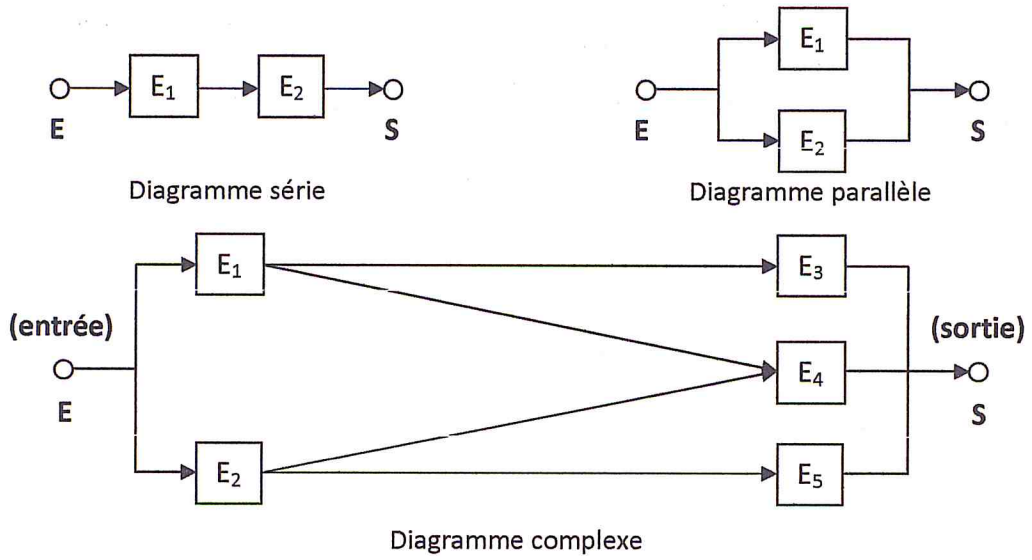 E₁
E₂
E
S
Diagramme série
E₁
E₂
E
S
Diagramme parallèle
E₁
E₃
(entrée)
(sortie)
E₄
E
S
E₂
E₅
Diagramme complexe